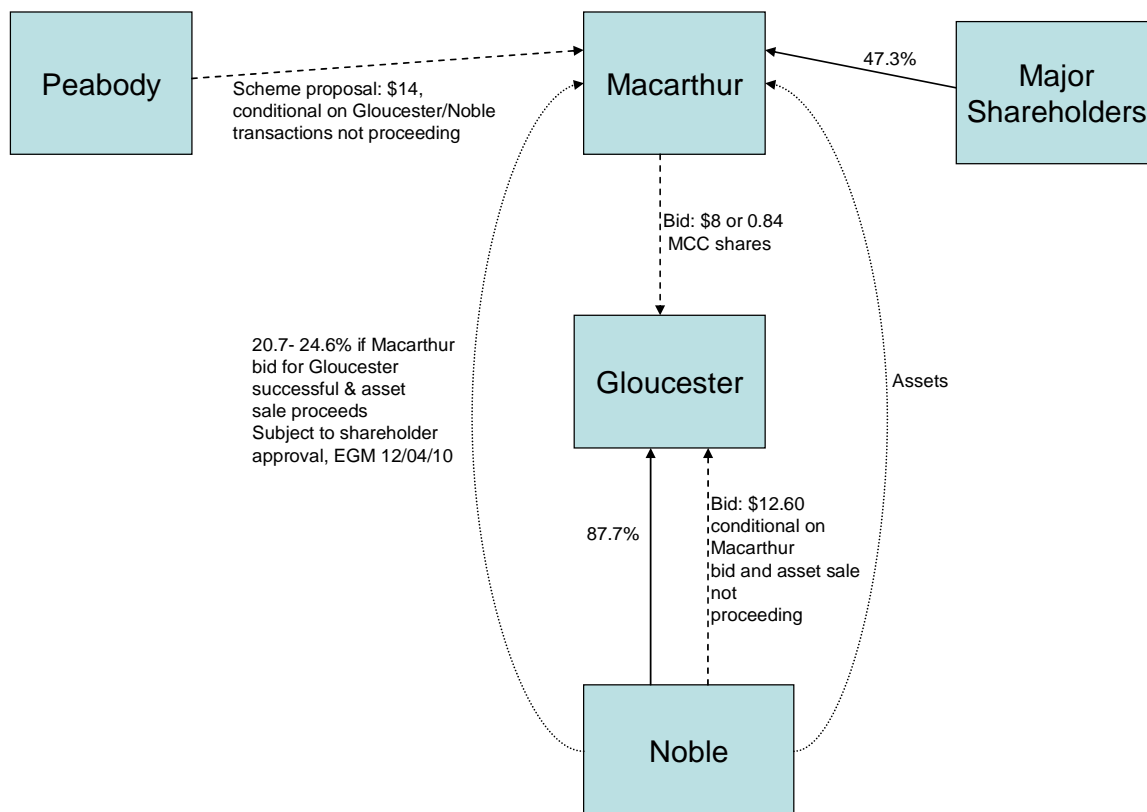 Peabody
Scheme proposal: $14,
conditional on Gloucester/Noble
transactions not proceeding
Macarthur
47.3%
Major
Shareholders
Bid: $8 or 0.84
MCC shares
20.7- 24.6% if Macarthur
bid for Gloucester
successful & asset
sale proceeds
Subject to shareholder
approval, EGM 12/04/10
Gloucester
Assets
87.7%
Bid: $12.60
conditional on
Macarthur
bid and asset sale
not
proceeding
Noble